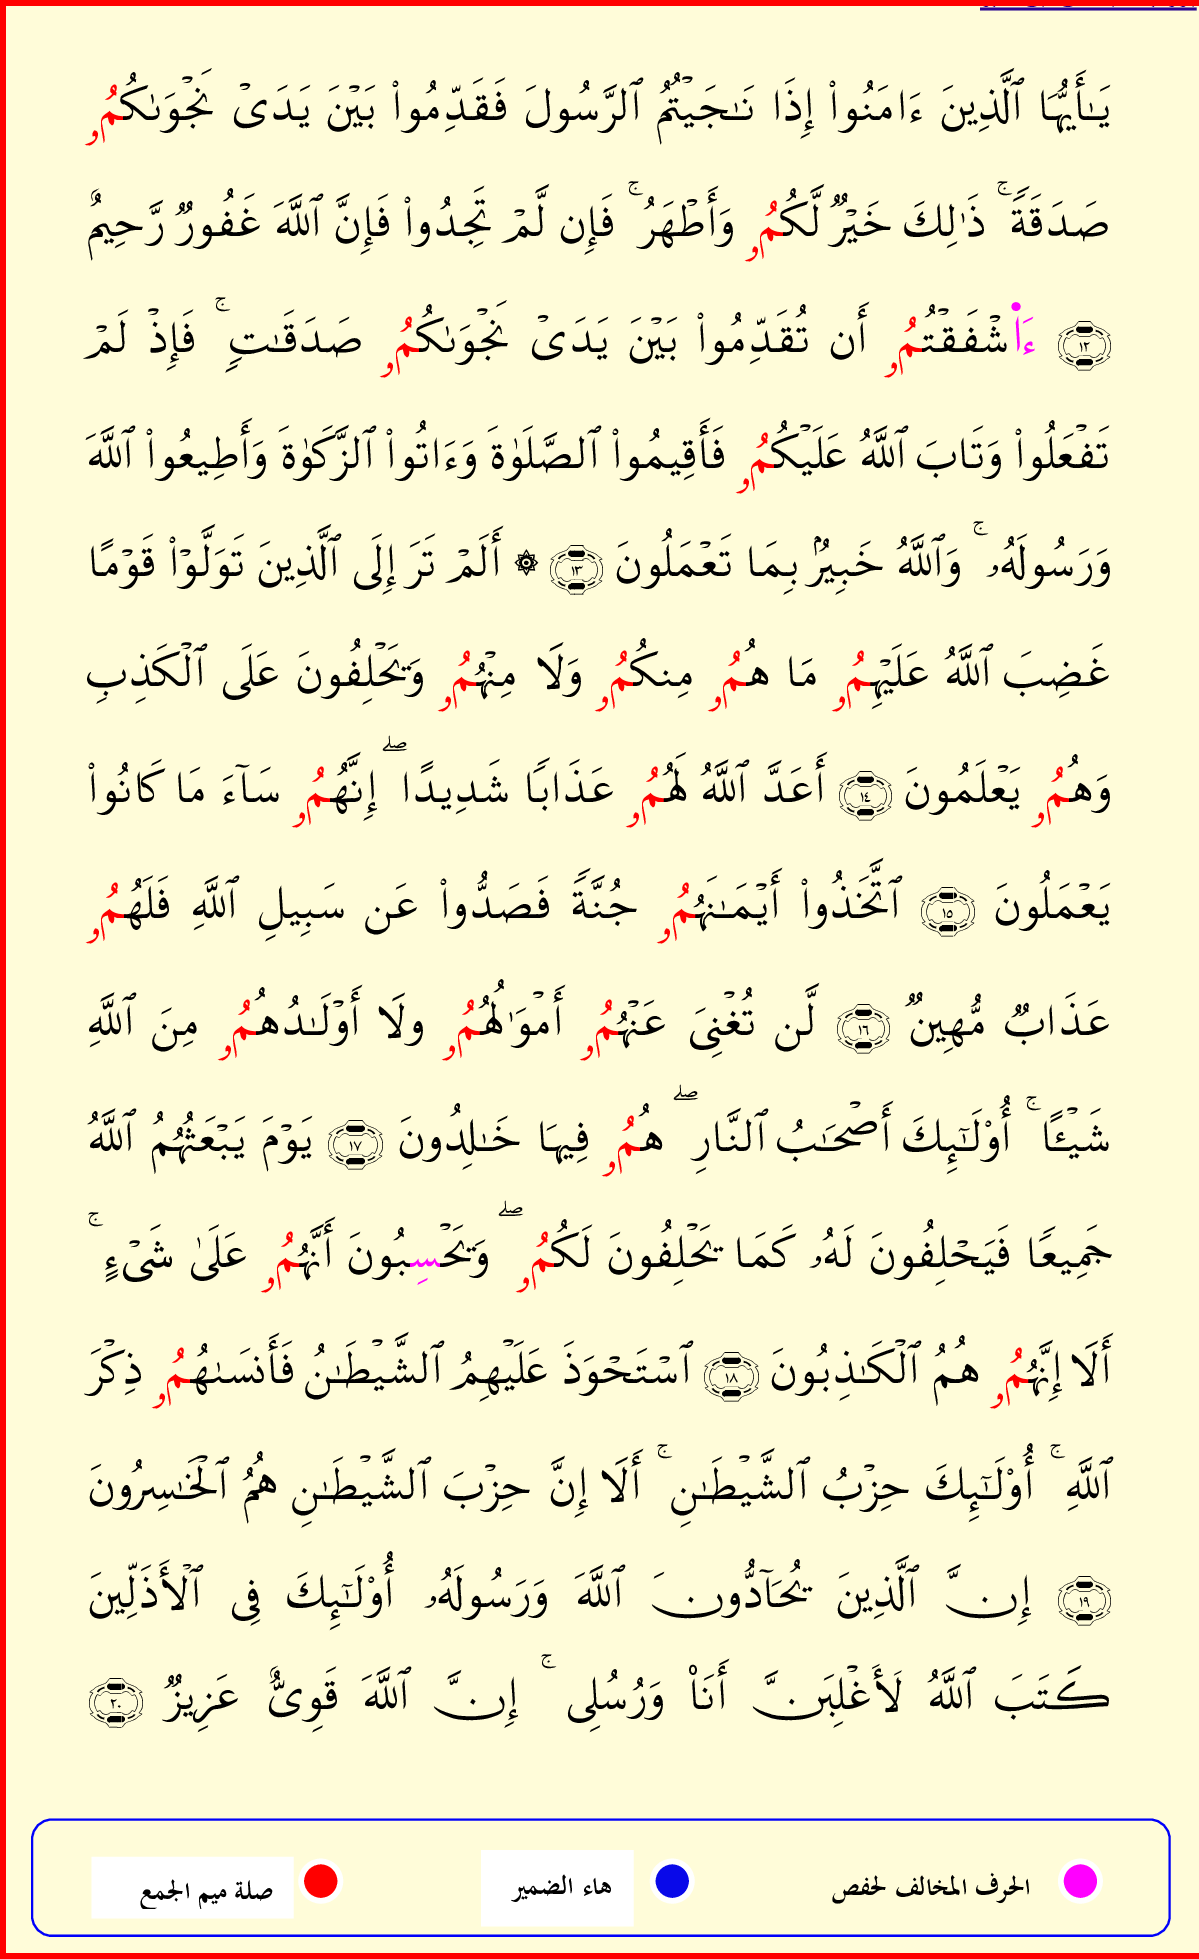 يَـٰٓأَيُّهَا ٱلَّذِينَ ءَامَنُوا۟ إِذَا نَـٰجَيْتُمُ ٱلرَّسُولَ فَقَدِّمُوا۟ بَيْنَ يَدَىْ نَجْوَىٰكُمُۥ
صَدَقَةً ۚ ذَٰلِكَ خَيْرٌ لَّكُمُۥ وَأَطْهَرُ ۚ فَإِن لَّمْ تَجِدُوا۟ فَإِنَّ ٱللَّهَ غَفُورٌ رَّحِيمٌ
١٢ ءَا۬شْفَقْتُمُۥ أَن تُقَدِّمُوا۟ بَيْنَ يَدَىْ نَجْوَىٰكُمُۥ صَدَقَـٰتٍ ۚ فَإِذْ لَمْ
تَفْعَلُوا۟ وَتَابَ ٱللَّهُ عَلَيْكُمُۥ فَأَقِيمُوا۟ ٱلصَّلَوٰةَ وَءَاتُوا۟ ٱلزَّكَوٰةَ وَأَطِيعُوا۟ ٱللَّهَ
وَرَسُولَهُۥ ۚ وَٱللَّهُ خَبِيرٌۢ بِمَا تَعْمَلُونَ ١٣ ۞ أَلَمْ تَرَ إِلَى ٱلَّذِينَ تَوَلَّوْا۟ قَوْمًا
غَضِبَ ٱللَّهُ عَلَيْهِمُۥ مَا هُمُۥ مِنكُمُۥ وَلَا مِنْهُمُۥ وَيَحْلِفُونَ عَلَى ٱلْكَذِبِ
وَهُمُۥ يَعْلَمُونَ ١٤ أَعَدَّ ٱللَّهُ لَهُمُۥ عَذَابًا شَدِيدًا ۖ إِنَّهُمُۥ سَآءَ مَا كَانُوا۟
يَعْمَلُونَ ١٥ ٱتَّخَذُوا۟ أَيْمَـٰنَهُمُۥ جُنَّةً فَصَدُّوا۟ عَن سَبِيلِ ٱللَّهِ فَلَهُمُۥ
عَذَابٌ مُّهِينٌ ١٦ لَّن تُغْنِىَ عَنْهُمُۥ أَمْوَٰلُهُمُۥ وَلَا أَوْلَـٰدُهُمُۥ مِنَ ٱللَّهِ
شَيْـًٔا ۚ أُو۟لَـٰٓئِكَ أَصْحَـٰبُ ٱلنَّارِ ۖ هُمُۥ فِيهَا خَـٰلِدُونَ ١٧ يَوْمَ يَبْعَثُهُمُ ٱللَّهُ
جَمِيعًا فَيَحْلِفُونَ لَهُۥ كَمَا يَحْلِفُونَ لَكُمُۥ ۖ وَيَحْسِبُونَ أَنَّهُمُۥ عَلَىٰ شَىْءٍ ۚ
أَلَا إِنَّهُمُۥ هُمُ ٱلْكَـٰذِبُونَ ١٨ ٱسْتَحْوَذَ عَلَيْهِمُ ٱلشَّيْطَـٰنُ فَأَنسَىٰهُمُۥ ذِكْرَ
ٱللَّهِ ۚ أُو۟لَـٰٓئِكَ حِزْبُ ٱلشَّيْطَـٰنِ ۚ أَلَا إِنَّ حِزْبَ ٱلشَّيْطَـٰنِ هُمُ ٱلْخَـٰسِرُونَ
١٩ إِنَّ ٱلَّذِينَ يُحَآدُّونَ ٱللَّهَ وَرَسُولَهُۥ أُو۟لَـٰٓئِكَ فِى ٱلْأَذَلِّينَ
كَتَبَ ٱللَّهُ لَأَغْلِبَنَّ أَنَا۠ وَرُسُلِى ۚ إِنَّ ٱللَّهَ قَوِىٌّ عَزِيزٌ ٢٠
الحرف المخالف لحفص هاء الضمير صلة ميم الجمع